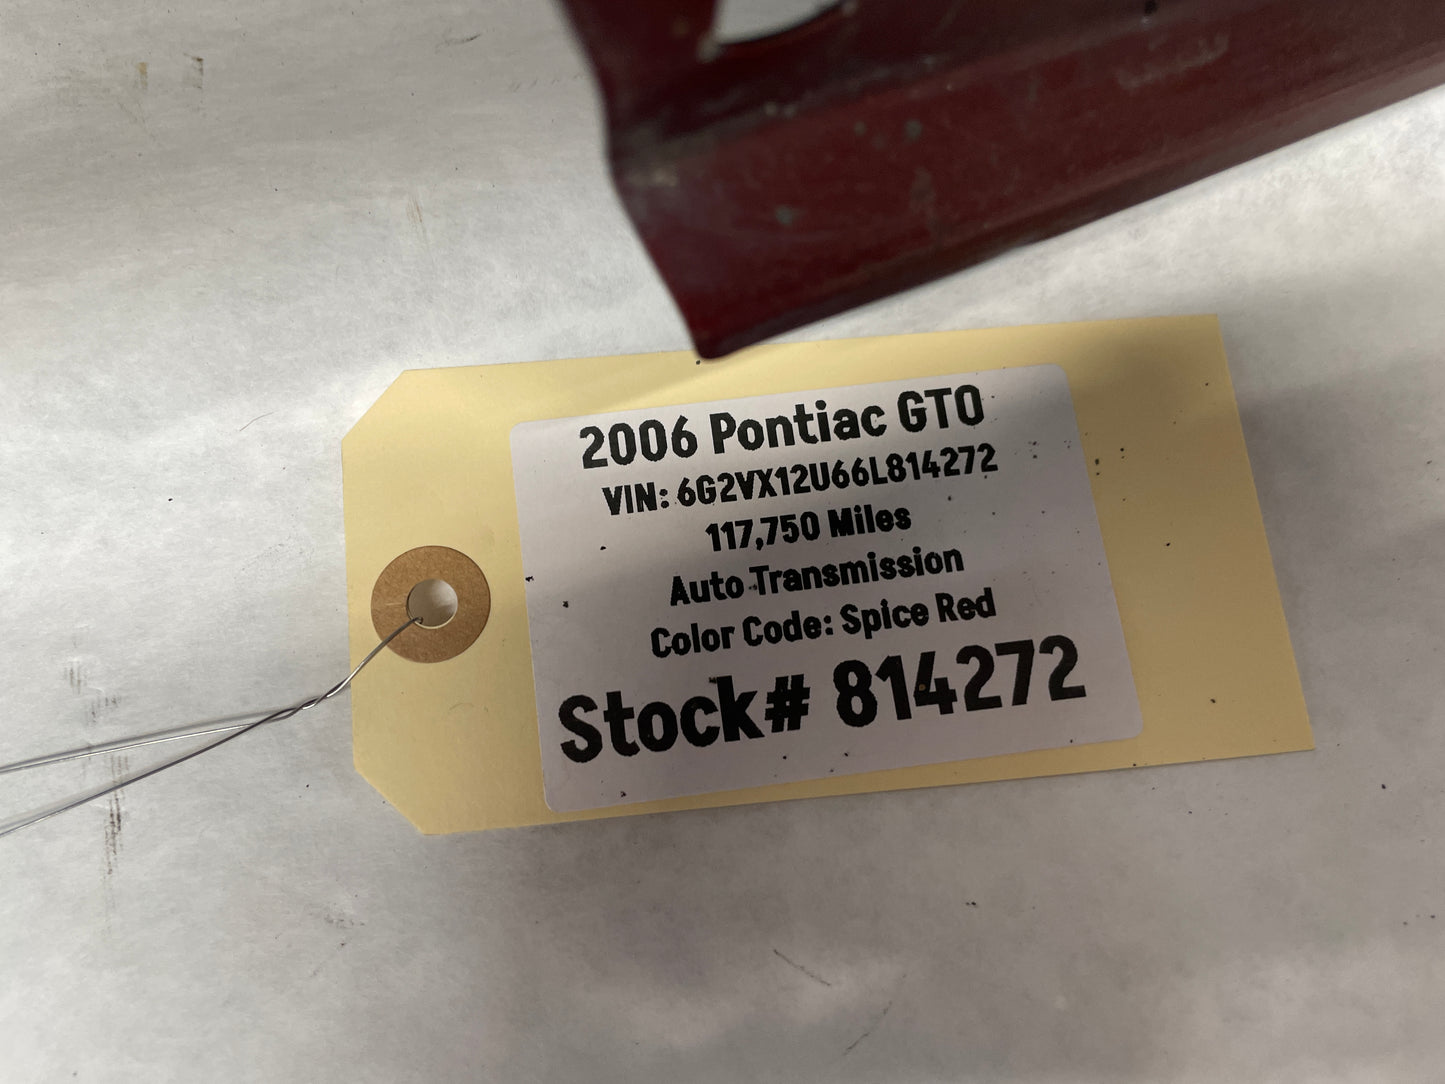 2006 Pontiac GTO
VIN: 6G2VX12U66L814272
117,750 Miles
Auto Transmission
Color Code: Spice Red
Stock# 814272